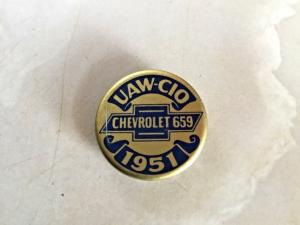 UAW-CIO
CHEVROLET 659
1951